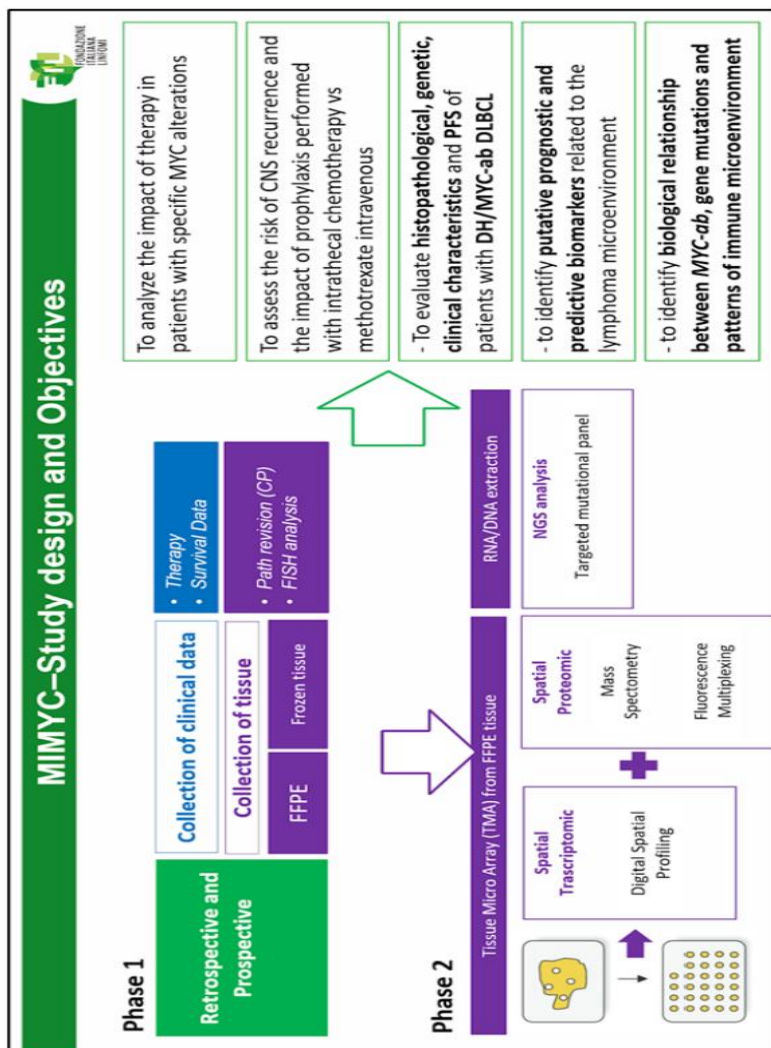 MIMYC–Study design and Objectives
FIL
FONDAZIONE
ITALIANA
LINFOMI
Phase 1
Retrospective and
Prospective
Collection of clinical data
• Therapy
• Survival Data
Collection of tissue
FFPE
Frozen tissue
• Path revision (CP)
• FISH analysis
Phase 2
Tissue Micro Array (TMA) from FFPE tissue
RNA/DNA extraction
Spatial
Trascriptomic
Digital Spatial
Profiling
Spatial
Proteomic
Mass
Spectometry
Fluorescence
Multiplexing
NGS analysis
Targeted mutational panel
To analyze the impact of therapy in
patients with specific MYC alterations
To assess the risk of CNS recurrence and
the impact of prophylaxis performed
with intrathecal chemotherapy vs
methotrexate intravenous
- To evaluate histopathological, genetic,
clinical characteristics and PFS of
patients with DH/MYC-ab DLBCL
- to identify putative prognostic and
predictive biomarkers related to the
lymphoma microenvironment
- to identify biological relationship
between MYC-ab, gene mutations and
patterns of immune microenvironment